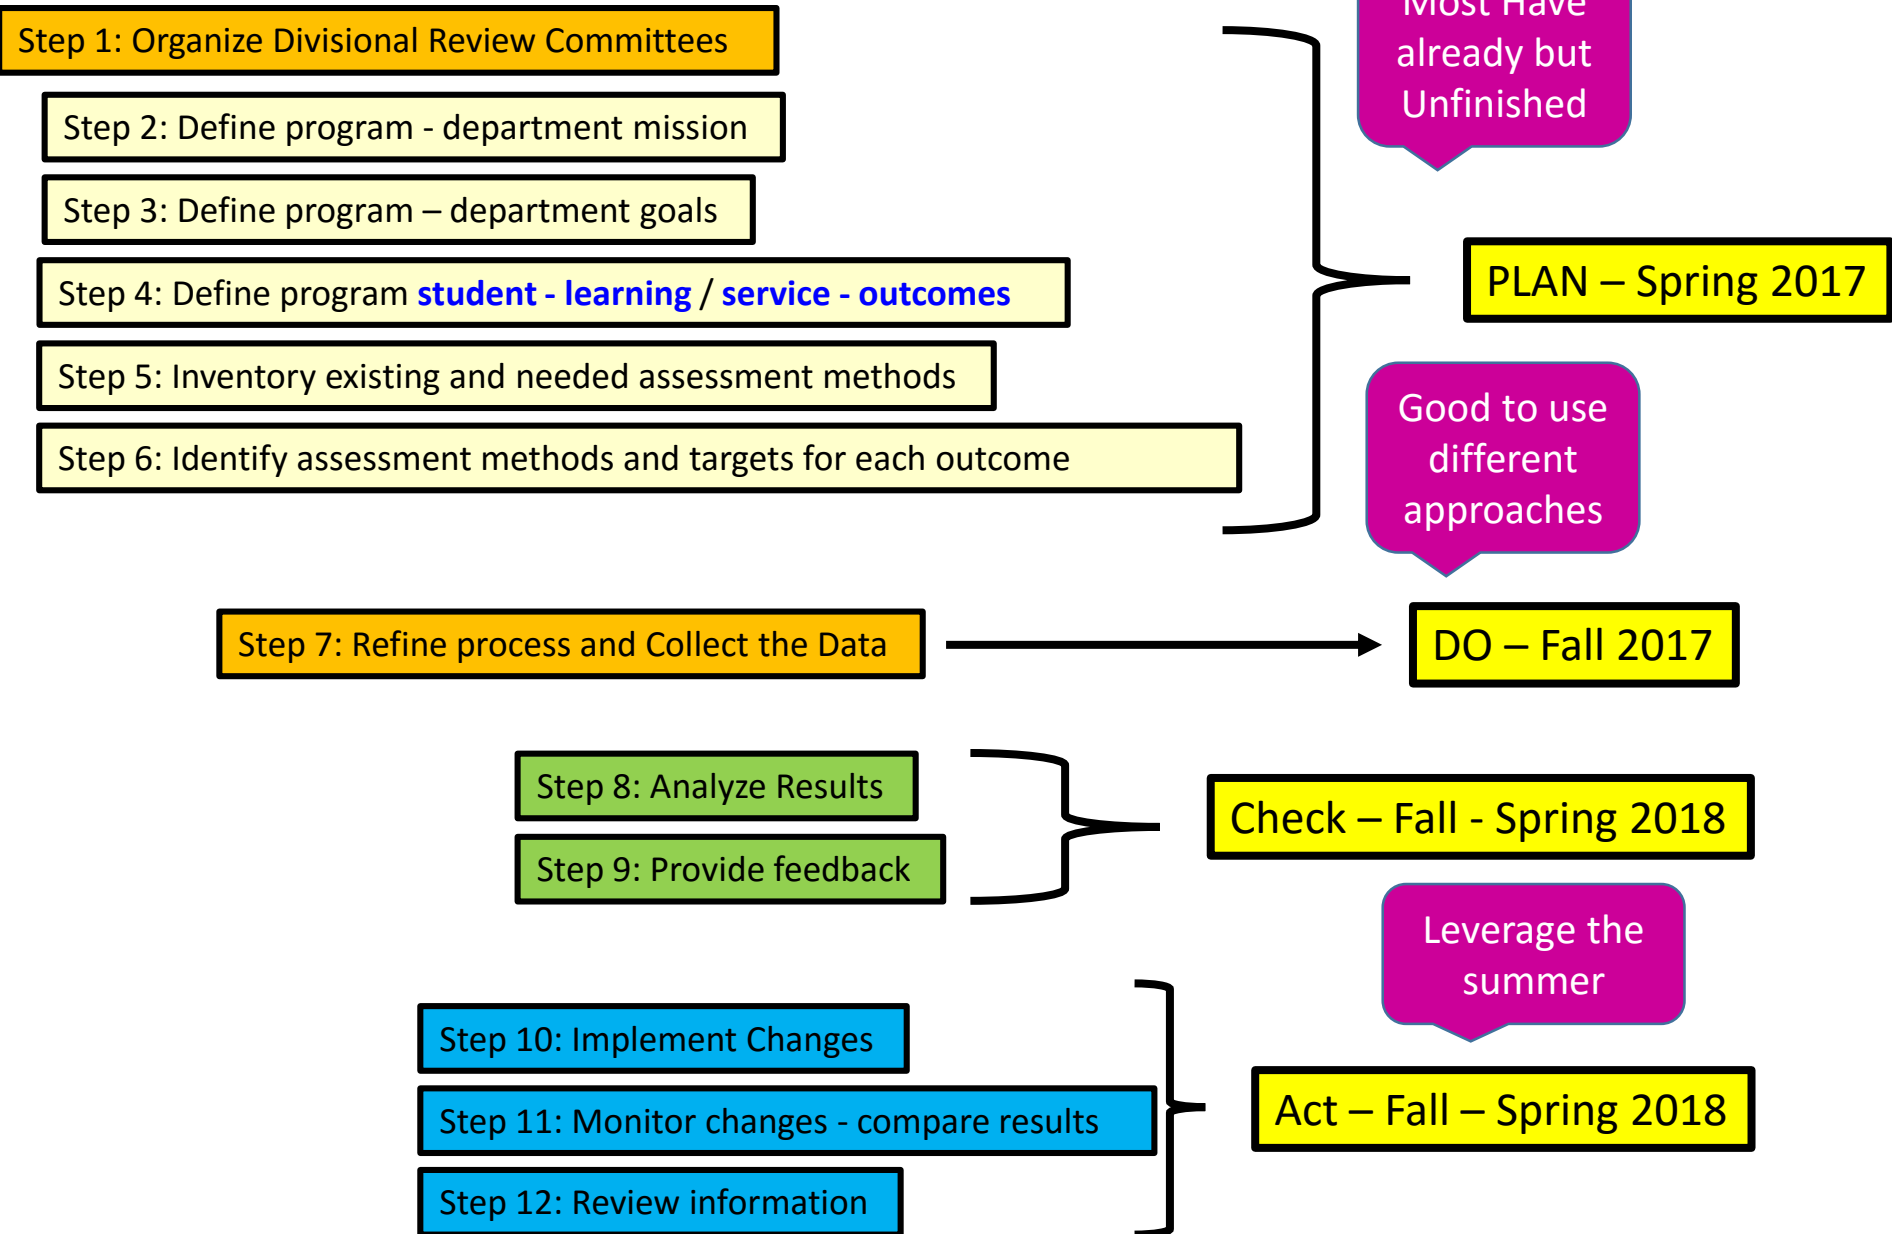 Step 1: Organize Divisional Review Committees
Step 2: Define program - department mission
Step 3: Define program – department goals
Step 4: Define program student - learning / service - outcomes
Step 5: Inventory existing and needed assessment methods
Step 6: Identify assessment methods and targets for each outcome
Most Have
already but
Unfinished
PLAN – Spring 2017
Good to use
different
approaches
Step 7: Refine process and Collect the Data
DO – Fall 2017
Step 8: Analyze Results
Step 9: Provide feedback
Check – Fall - Spring 2018
Leverage the
summer
Step 10: Implement Changes
Step 11: Monitor changes - compare results
Step 12: Review information
Act – Fall – Spring 2018